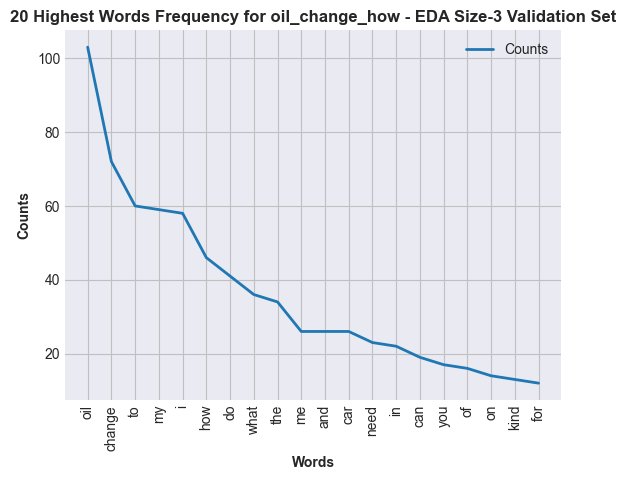 20 Highest Words Frequency for oil_change_how - EDA Size-3 Validation Set
Counts
100
80
60
40
20
Counts
oil
change
to
my
i
how
do
what
the
me
and
car
need
in
can
you
of
on
kind
for
Words